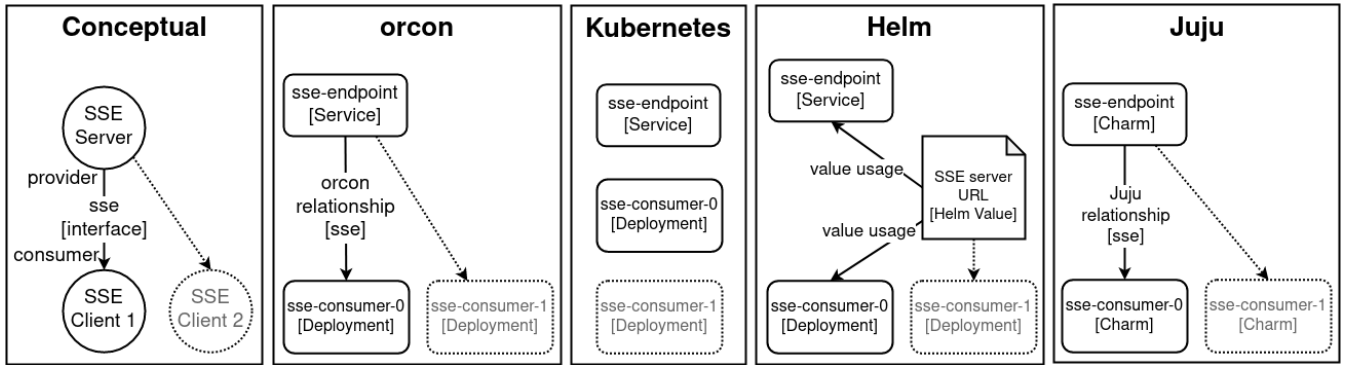 Conceptual
SSE
Server
provider
sse
[interface]
consumer
SSE
Client 1
SSE
Client 2
orcon
sse-endpoint
[Service]
orcon
relationship
[sse]
sse-consumer-0
[Deployment]
sse-consumer-1
[Deployment]
Kubernetes
sse-endpoint
[Service]
sse-consumer-0
[Deployment]
sse-consumer-1
[Deployment]
Helm
sse-endpoint
[Service]
value usage
SSE server
URL
[Helm Value]
value usage
sse-consumer-0
[Deployment]
sse-consumer-1
[Deployment]
Juju
sse-endpoint
[Charm]
Juju
relationship
[sse]
sse-consumer-0
[Charm]
sse-consumer-1
[Charm]